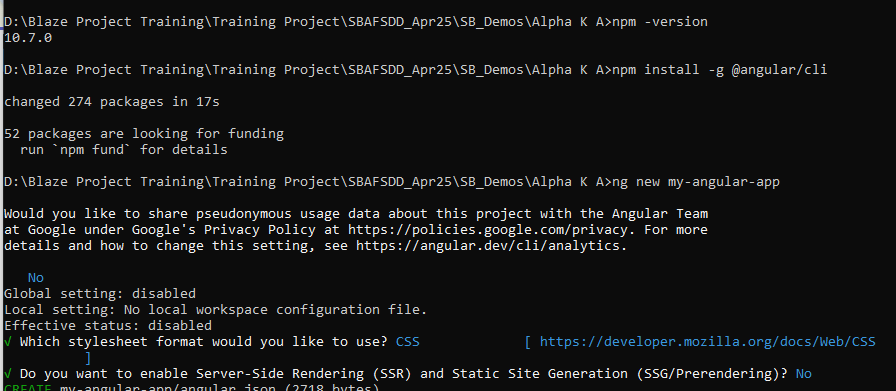 D:\Blaze Project Training\Training Project\SBAFSDD_Apr25\SB_Demos\Alpha K A>npm -version
10.7.0
D:\Blaze Project Training\Training Project\SBAFSDD_Apr25\SB_Demos\Alpha K A>npm install -g @angular/cli
changed 274 packages in 17s
52 packages are looking for funding
  run `npm fund` for details
D:\Blaze Project Training\Training Project\SBAFSDD_Apr25\SB_Demos\Alpha K A>ng new my-angular-app
Would you like to share pseudonymous usage data about this project with the Angular Team
at Google under Google's Privacy Policy at https://policies.google.com/privacy. For more
details and how to change this setting, see https://angular.dev/cli/analytics.
   No
Global setting: disabled
Local setting: No local workspace configuration file.
Effective status: disabled
√ Which stylesheet format would you like to use? CSS             [ https://developer.mozilla.org/docs/Web/CSS
          ]
√ Do you want to enable Server-Side Rendering (SSR) and Static Site Generation (SSG/Prerendering)? No
CREATE my-angular-app/angular.json (2718 bytes)